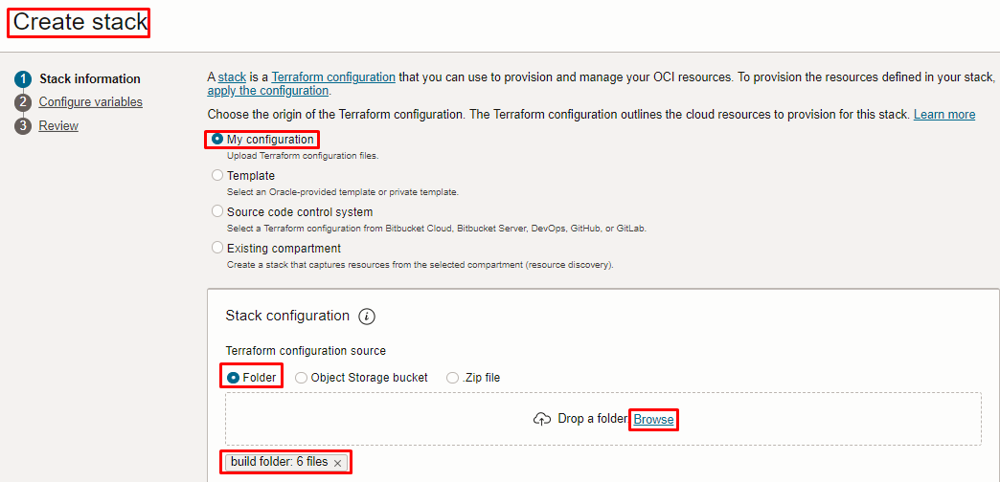 Create stack
1 Stack information
2 Configure variables
3 Review
A stack is a Terraform configuration that you can use to provision and manage your OCI resources. To provision the resources defined in your stack,
apply the configuration.
Choose the origin of the Terraform configuration. The Terraform configuration outlines the cloud resources to provision for this stack. Learn more
My configuration
Upload Terraform configuration files.
Template
Select an Oracle-provided template or private template.
Source code control system
Select a Terraform configuration from Bitbucket Cloud, Bitbucket Server, DevOps, GitHub, or GitLab.
Existing compartment
Create a stack that captures resources from the selected compartment (resource discovery).
Stack configuration i
Terraform configuration source
Folder Object Storage bucket .Zip file
Drop a folder Browse
build folder: 6 files ×